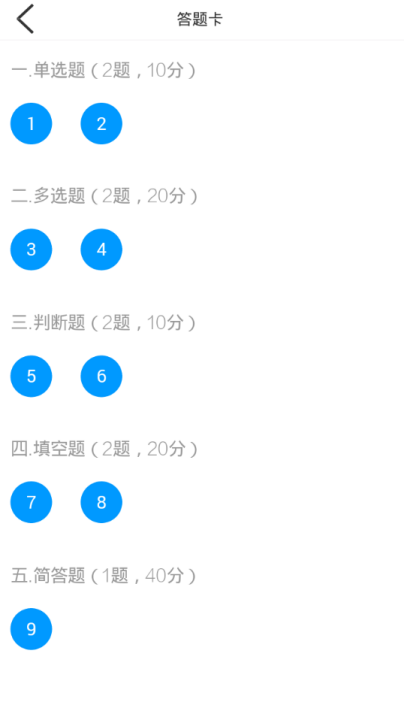 答题卡
一.单选题（2题，10分）
1 2
二.多选题（2题，20分）
3 4
三.判断题（2题，10分）
5 6
四.填空题（2题，20分）
7 8
五.简答题（1题，40分）
9